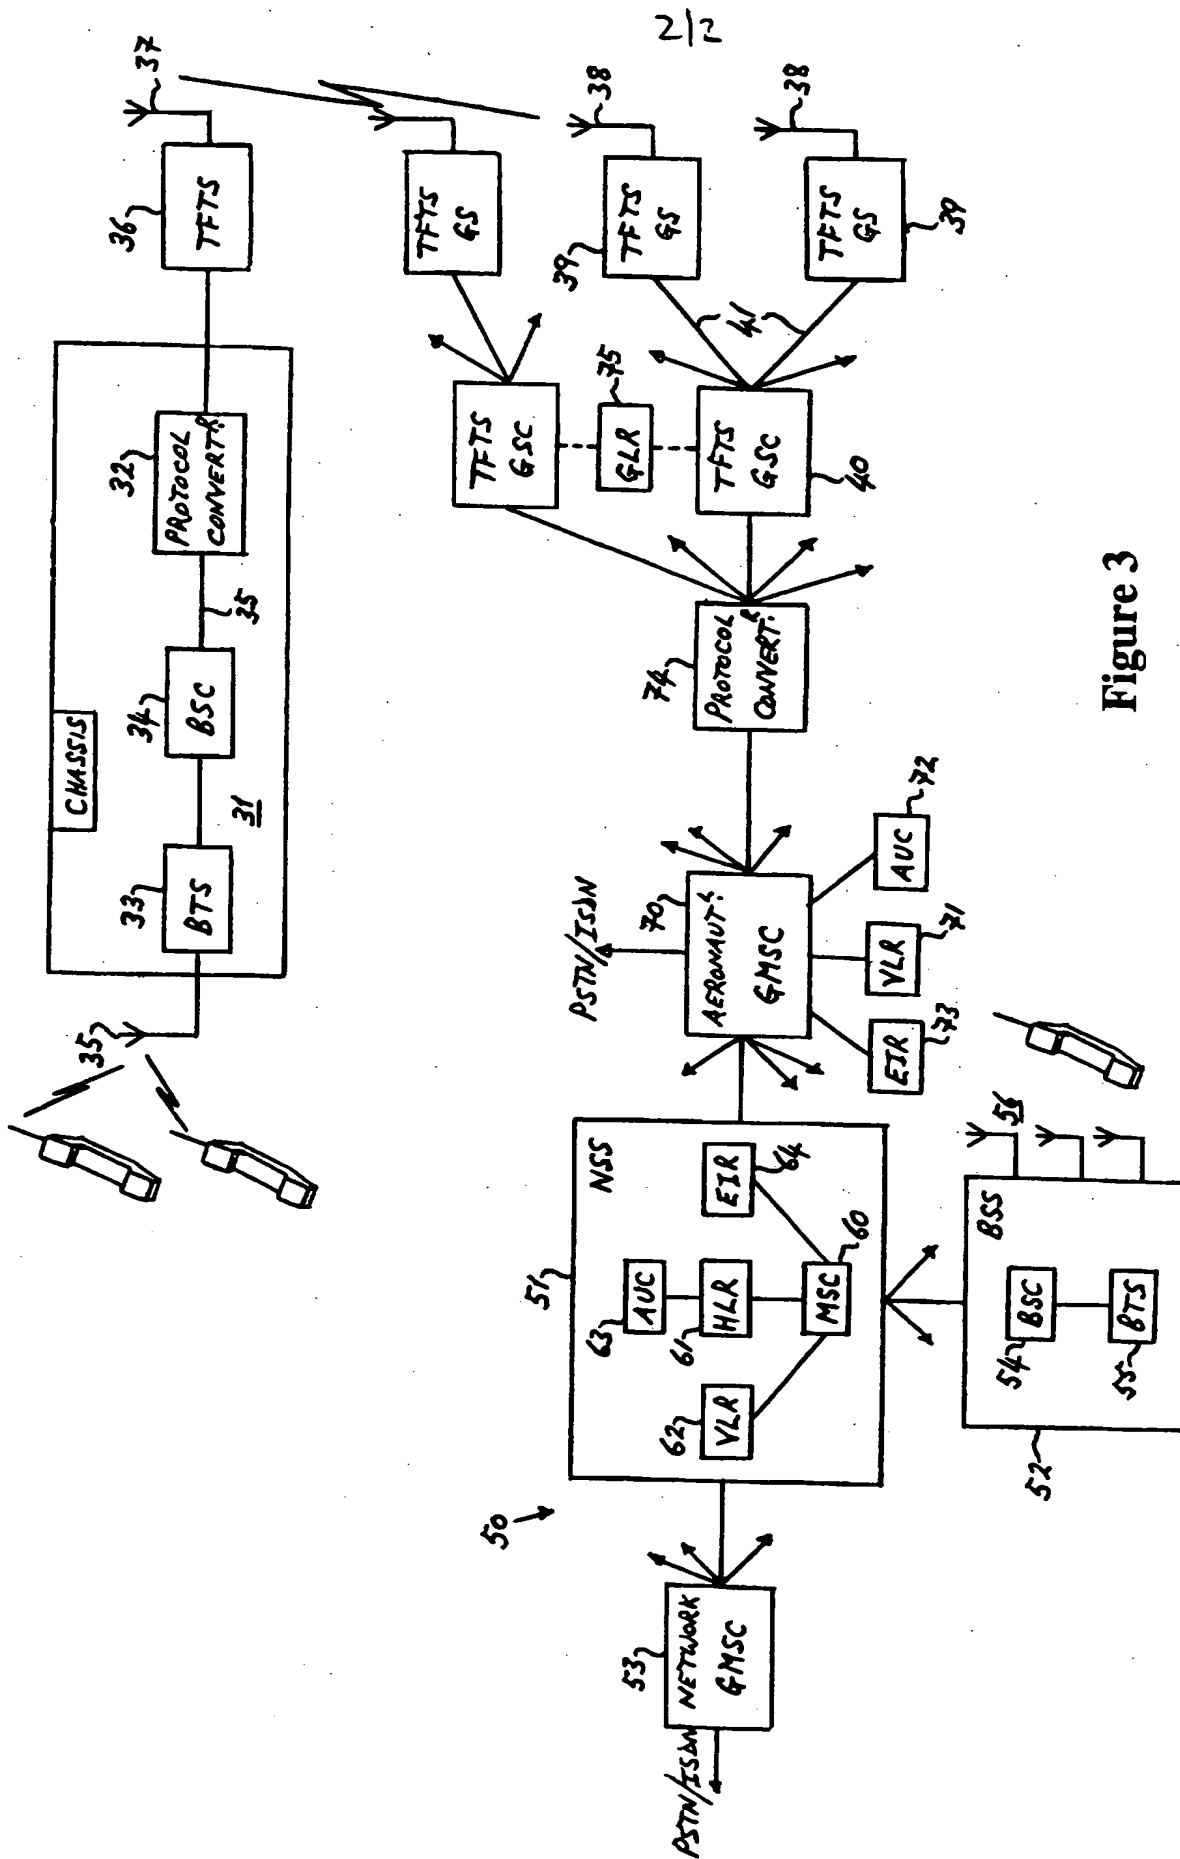 2/2
CHASSIS
35
33
BTS
31
34
BSC
35
32
PROTOCOL
CONVERTR.
36
TFTS
37
TFTS
GS
38
39
TFTS
GS
38
TFTS
GS
39
41
TFTS
GSC
75
GLR
TFTS
GSC
40
74
PROTOCOL
CONVERT.R
PSTN/ISDN
70
AERONAUT.L
GMSC
AUC
72
VLR
71
EIR
73
50
51
NSS
63
AUC
EIR
64
61
HLR
60
MSC
62
VLR
53
NETWORK
GMSC
PSTN/ISDN
52
BSS
56
54
BSC
55
BTS
Figure 3